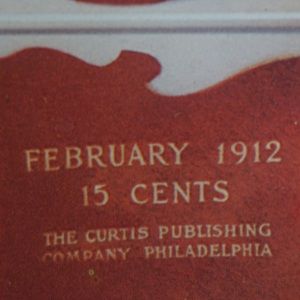 FEBRUARY 1912
15 CENTS
THE CURTIS PUBLISHING
COMPANY PHILADELPHIA